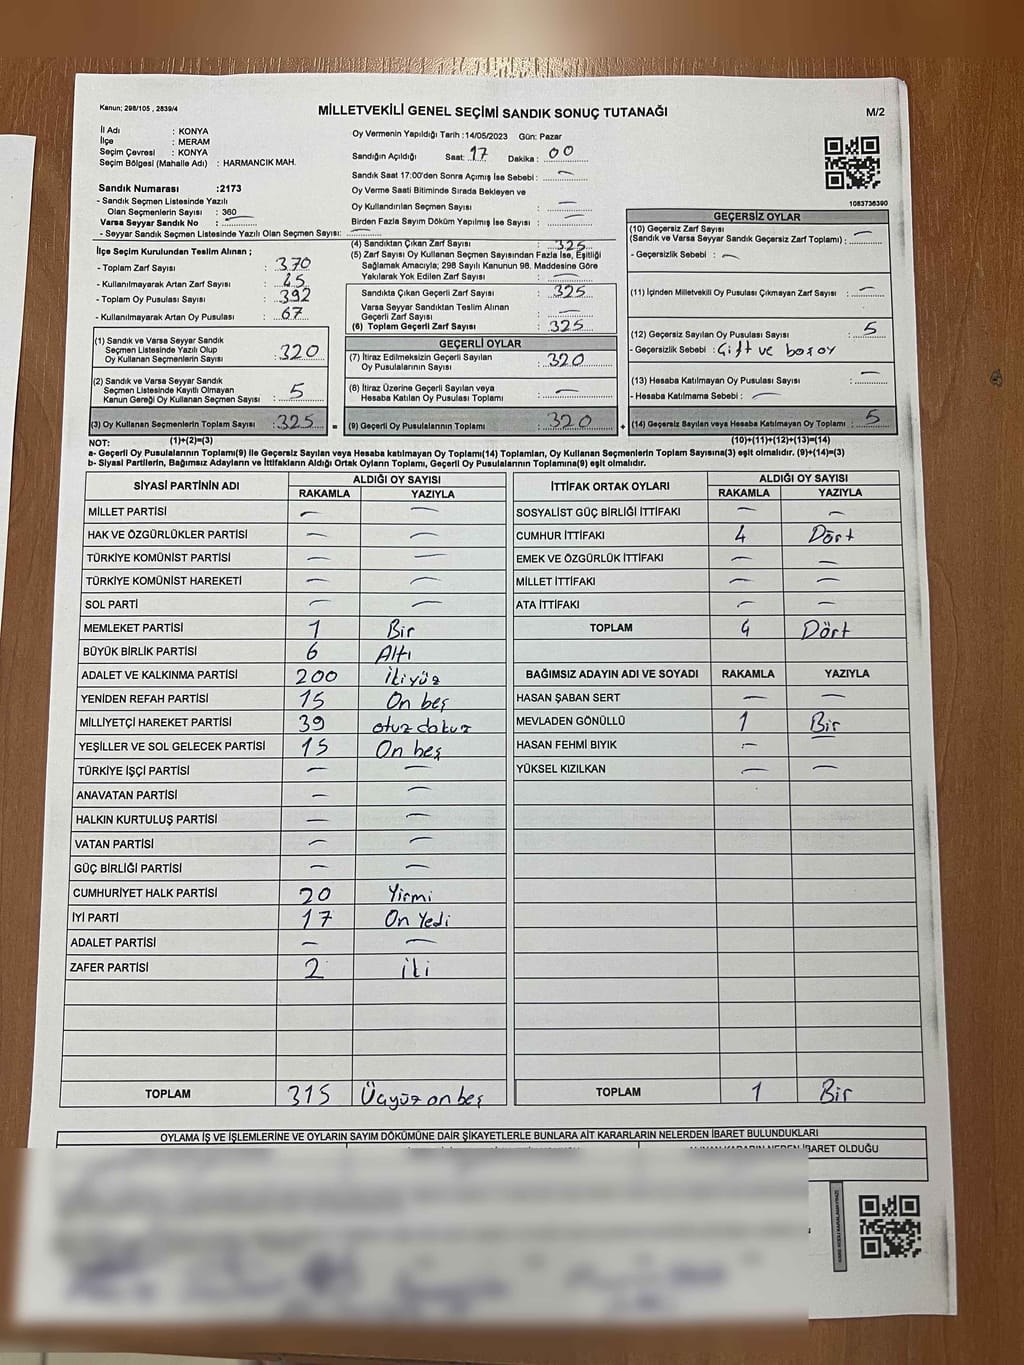 Kanun; 298/105 , 2839/4
MİLLETVEKİLİ GENEL SEÇİMİ SANDIK SONUÇ TUTANAĞI
M/2
İl Adı : KONYA
İlçe : MERAM
Seçim Çevresi : KONYA
Seçim Bölgesi (Mahalle Adı) : HARMANCIK MAH.
Sandık Numarası :2173
- Sandık Seçmen Listesinde Yazılı
Olan Seçmenlerin Sayısı : 360
Varsa Seyyar Sandık No :
- Seyyar Sandık Seçmen Listesinde Yazılı Olan Seçmen Sayısı:
Oy Vermenin Yapıldığı Tarih :14/05/2023 Gün: Pazar
Sandığın Açıldığı Saat: 17 Dakika : 00
Sandık Saat 17:00'den Sonra Açılmış İse Sebebi : —
Oy Verme Saati Bitiminde Sırada Bekleyen ve
Oy Kullandırılan Seçmen Sayısı : —
Birden Fazla Sayım Döküm Yapılmış İse Sayısı : —
1083736390
İlçe Seçim Kurulundan Teslim Alınan ;
- Toplam Zarf Sayısı : 370
- Kullanılmayarak Artan Zarf Sayısı : 45
- Toplam Oy Pusulası Sayısı : 392
- Kullanılmayarak Artan Oy Pusulası : 67
(1) Sandık ve Varsa Seyyar Sandık
Seçmen Listesinde Yazılı Olup
Oy Kullanan Seçmenlerin Sayısı : 320
(2) Sandık ve Varsa Seyyar Sandık
Seçmen Listesinde Kayıtlı Olmayan
Kanun Gereği Oy Kullanan Seçmen Sayısı : 5
(3) Oy Kullanan Seçmenlerin Toplam Sayısı : 325 =
(4) Sandıktan Çıkan Zarf Sayısı : 325
(5) Zarf Sayısı Oy Kullanan Seçmen Sayısından Fazla İse, Eşitliği
Sağlamak Amacıyla; 298 Sayılı Kanunun 98. Maddesine Göre
Yakılarak Yok Edilen Zarf Sayısı : —
Sandıkta Çıkan Geçerli Zarf Sayısı : 325
Varsa Seyyar Sandıktan Teslim Alınan
Geçerli Zarf Sayısı : —
(6) Toplam Geçerli Zarf Sayısı : 325
GEÇERLİ OYLAR
(7) İtiraz Edilmeksizin Geçerli Sayılan
Oy Pusulalarının Sayısı : 320
(8) İtiraz Üzerine Geçerli Sayılan veya
Hesaba Katılan Oy Pusulası Toplamı : —
(9) Geçerli Oy Pusulalarının Toplamı : 320 +
GEÇERSİZ OYLAR
(10) Geçersiz Zarf Sayısı
(Sandık ve Varsa Seyyar Sandık Geçersiz Zarf Toplamı) : —
- Geçersizlik Sebebi : —
(11) İçinden Milletvekili Oy Pusulası Çıkmayan Zarf Sayısı : —
(12) Geçersiz Sayılan Oy Pusulası Sayısı : 5
- Geçersizlik Sebebi : Çift ve boş oy
(13) Hesaba Katılmayan Oy Pusulası Sayısı : —
- Hesaba Katılmama Sebebi : —
(14) Geçersiz Sayılan veya Hesaba Katılmayan Oy Toplamı : 5
NOT: (1)+(2)=(3) (10)+(11)+(12)+(13)=(14)
a- Geçerli Oy Pusulalarının Toplamı(9) ile Geçersiz Sayılan veya Hesaba katılmayan Oy Toplamı(14) Toplamları, Oy Kullanan Seçmenlerin Toplam Sayısına(3) eşit olmalıdır. (9)+(14)=(3)
b- Siyasi Partilerin, Bağımsız Adayların ve İttifakların Aldığı Ortak Oyların Toplamı, Geçerli Oy Pusulalarının Toplamına(9) eşit olmalıdır.
SİYASİ PARTİNİN ADI ALDIĞI OY SAYISI
RAKAMLA YAZIYLA
MİLLET PARTİSİ — —
HAK VE ÖZGÜRLÜKLER PARTİSİ — —
TÜRKİYE KOMÜNİST PARTİSİ — —
TÜRKİYE KOMÜNİST HAREKETİ — —
SOL PARTİ — —
MEMLEKET PARTİSİ 1 Bir
BÜYÜK BİRLİK PARTİSİ 6 Altı
ADALET VE KALKINMA PARTİSİ 200 ikiyüz
YENİDEN REFAH PARTİSİ 15 On beş
MİLLİYETÇİ HAREKET PARTİSİ 39 otuz dokuz
YEŞİLLER VE SOL GELECEK PARTİSİ 15 On beş
TÜRKİYE İŞÇİ PARTİSİ — —
ANAVATAN PARTİSİ — —
HALKIN KURTULUŞ PARTİSİ — —
VATAN PARTİSİ — —
GÜÇ BİRLİĞİ PARTİSİ — —
CUMHURİYET HALK PARTİSİ 20 Yirmi
İYİ PARTİ 17 On Yedi
ADALET PARTİSİ — —
ZAFER PARTİSİ 2 iki
TOPLAM 315 Üçyüz on beş
İTTİFAK ORTAK OYLARI ALDIĞI OY SAYISI
RAKAMLA YAZIYLA
SOSYALİST GÜÇ BİRLİĞİ İTTİFAKI — —
CUMHUR İTTİFAKI 4 Dört
EMEK VE ÖZGÜRLÜK İTTİFAKI — —
MİLLET İTTİFAKI — —
ATA İTTİFAKI — —
TOPLAM 4 Dört
BAĞIMSIZ ADAYIN ADI VE SOYADI RAKAMLA YAZIYLA
HASAN ŞABAN SERT — —
MEVLADEN GÖNÜLLÜ 1 Bir
HASAN FEHMİ BIYIK —
YÜKSEL KIZILKAN — —
TOPLAM 1 Bir
OYLAMA İŞ VE İŞLEMLERİNE VE OYLARIN SAYIM DÖKÜMÜNE DAİR ŞİKAYETLERLE BUNLARA AİT KARARLARIN NELERDEN İBARET BULUNDUKLARI
İBARET OLDUĞU